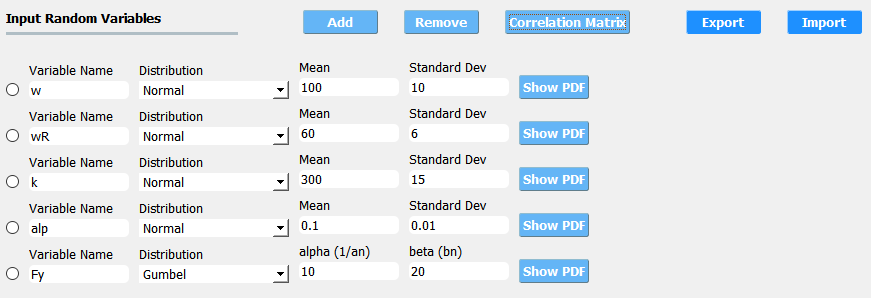 Input Random Variables Add Remove Correlation Matrix Export Import
Variable Name Distribution Mean Standard Dev
w Normal 100 10 Show PDF
Variable Name Distribution Mean Standard Dev
wR Normal 60 6 Show PDF
Variable Name Distribution Mean Standard Dev
k Normal 300 15 Show PDF
Variable Name Distribution Mean Standard Dev
alp Normal 0.1 0.01 Show PDF
Variable Name Distribution alpha (1/an) beta (bn)
Fy Gumbel 10 20 Show PDF